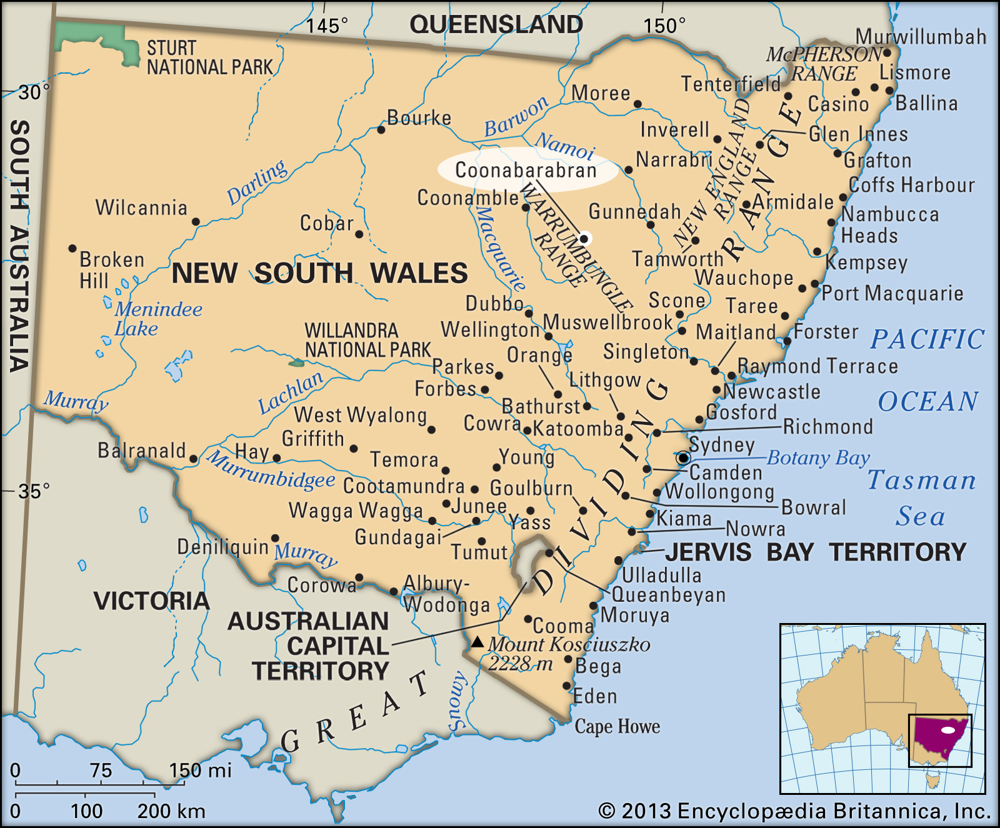 145°
QUEENSLAND
150°
Murwillumbah
STURT
NATIONAL PARK
McPHERSON
RANGE
Lismore
30°
Moree
Tenterfield
Casino
Ballina
SOUTH AUSTRALIA
Bourke
Barwon
Inverell
NEW ENGLAND
RANGE
Glen Innes
Namoi
Narrabri
Grafton
Coonabarabran
Darling
Coffs Harbour
Wilcannia
Coonamble
WARRUMBUNGLE
RANGE
Gunnedah
Armidale
Nambucca
Heads
Cobar
Macquarie
Broken
Hill
NEW SOUTH WALES
Tamworth
Kempsey
Wauchope
Port Macquarie
Menindee
Lake
Dubbo
Scone
Taree
WILLANDRA
NATIONAL PARK
Wellington
Muswellbrook
Maitland
Forster
PACIFIC
OCEAN
Orange
Singleton
Parkes
Raymond Terrace
Lachlan
Forbes
Lithgow
Newcastle
Murray
West Wyalong
Bathurst
Gosford
Griffith
Cowra
Katoomba
Richmond
Balranald
Hay
Sydney
Temora
Young
Botany Bay
Murrumbidgee
Camden
Tasman
Sea
35°
Cootamundra
Goulburn
Wollongong
Wagga Wagga
Junee
Bowral
Yass
Kiama
Gundagai
Nowra
Deniliquin
Murray
Tumut
JERVIS BAY TERRITORY
Ulladulla
Corowa
Albury-
Wodonga
Queanbeyan
VICTORIA
Moruya
AUSTRALIAN
CAPITAL
TERRITORY
Cooma
Mount Kosciuszko
2228 m
Bega
Snowy
Eden
GREAT DIVIDING RANGE
Cape Howe
0 75 150 mi
0 100 200 km
© 2013 Encyclopædia Britannica, Inc.